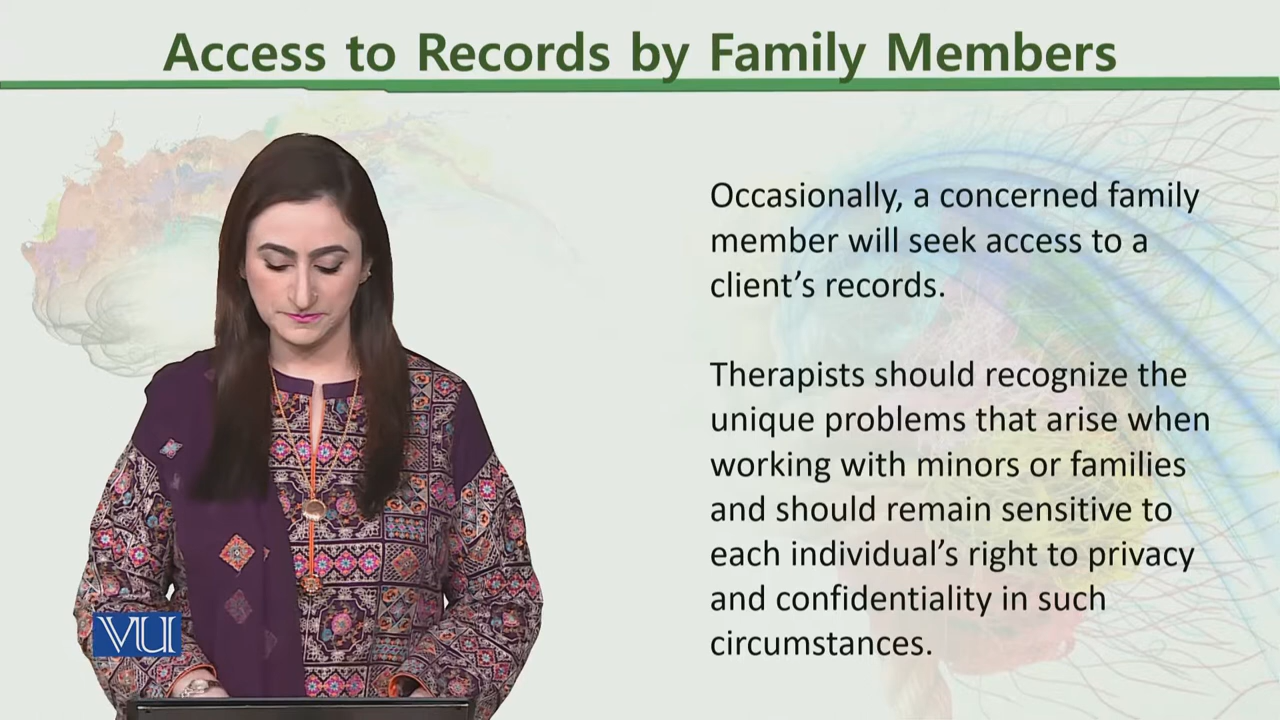 Access to Records by Family Members
Occasionally, a concerned family
member will seek access to a
client's records.
Therapists should recognize the
unique problems that arise when
working with minors or families
and should remain sensitive to
each individual's right to privacy
and confidentiality in such
circumstances.
VU